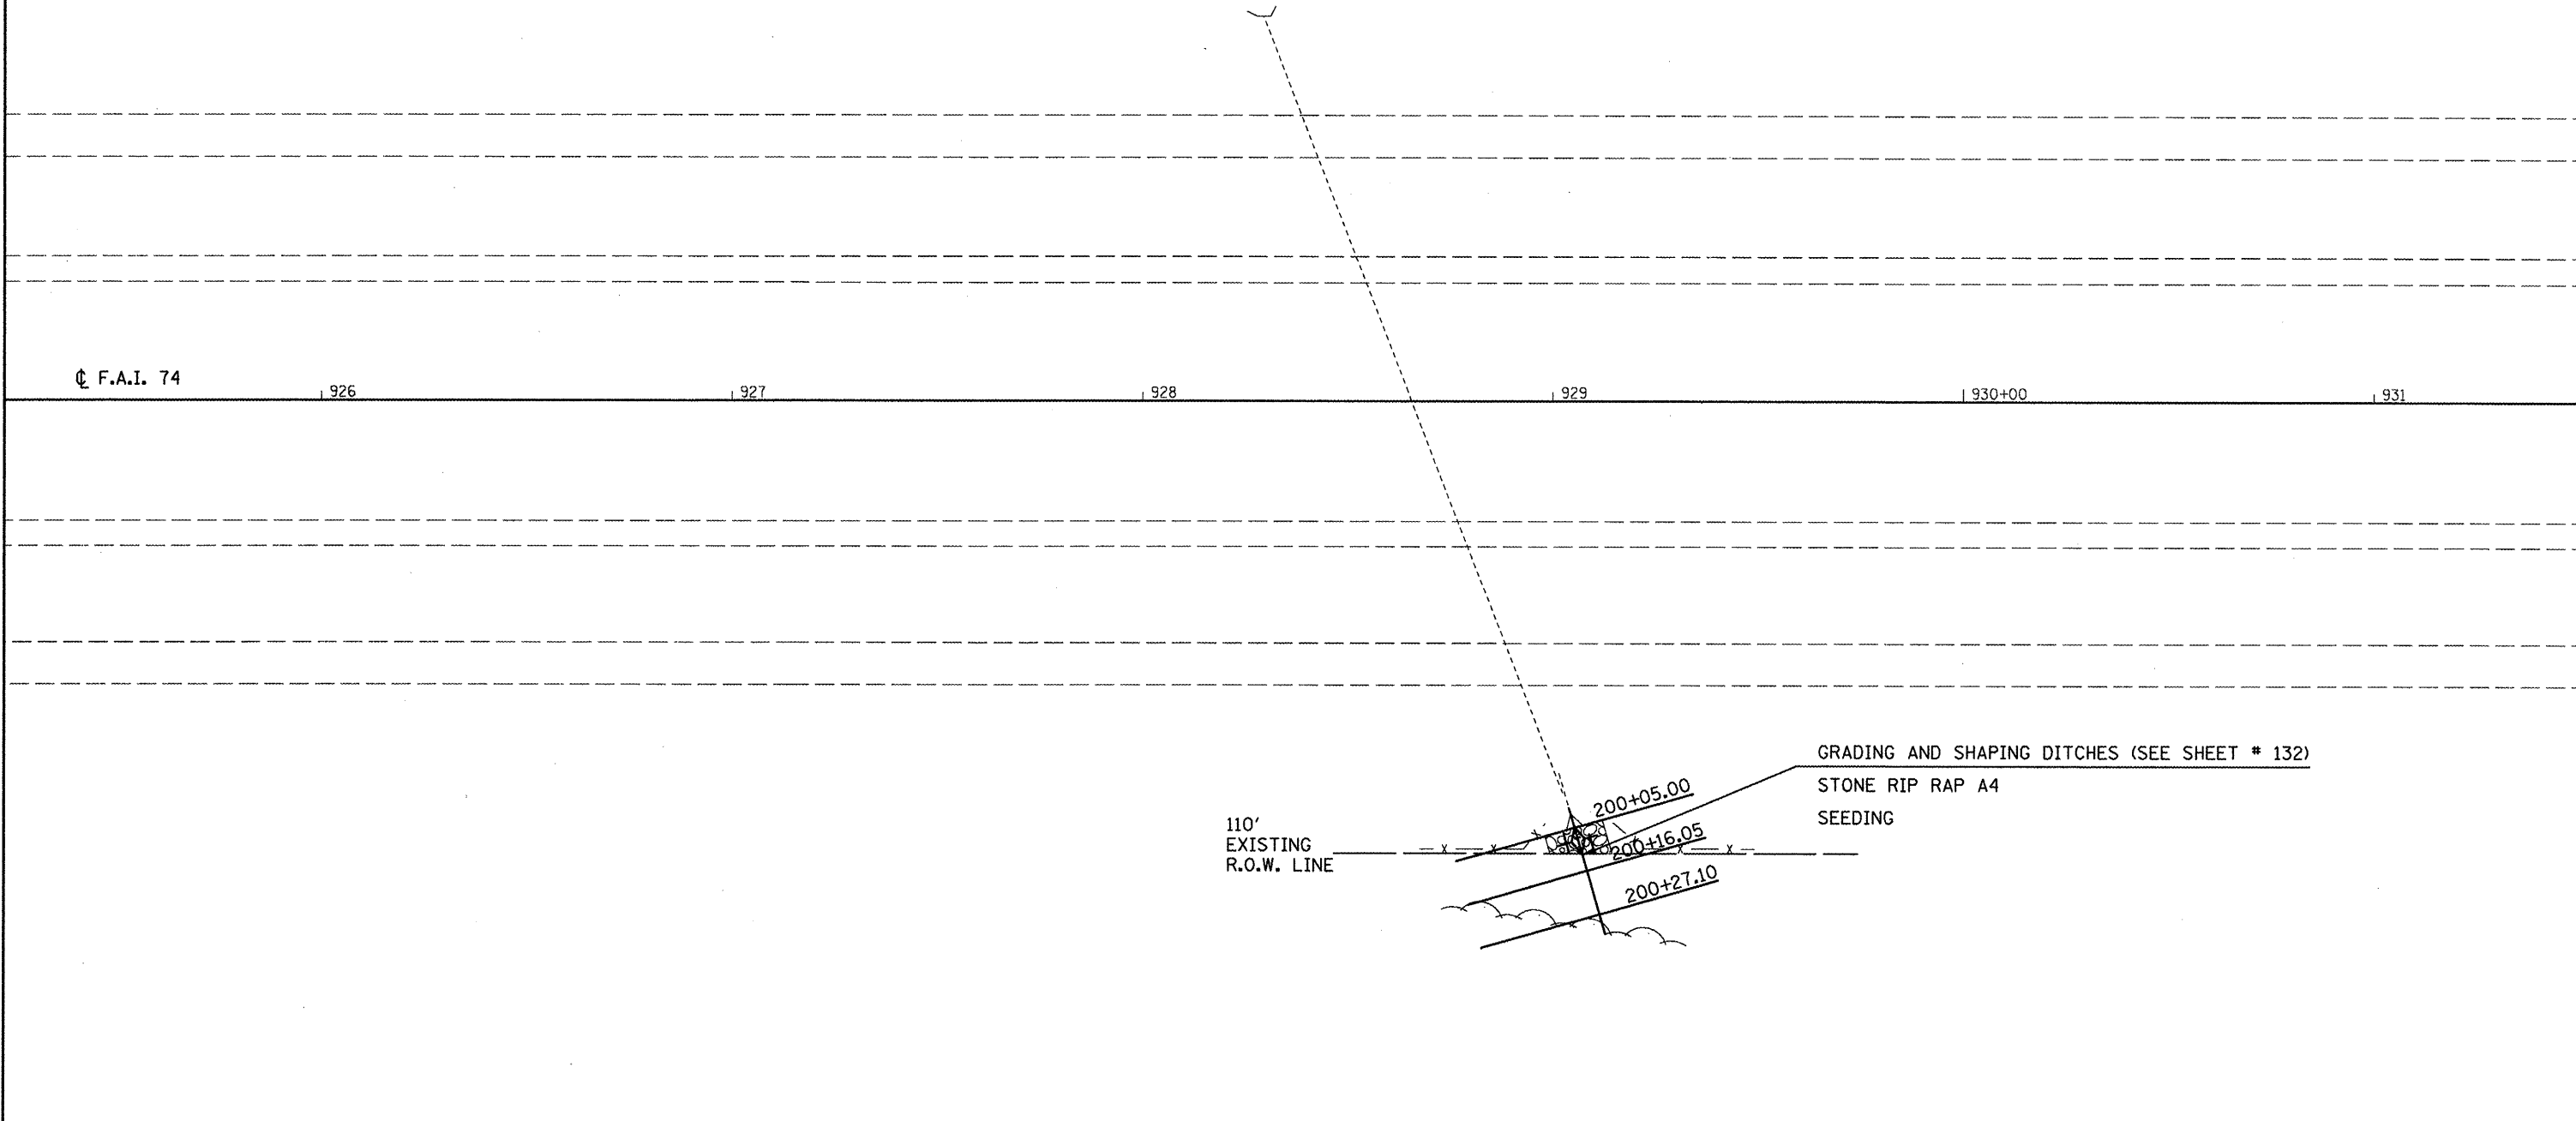 ℄ F.A.I. 74
926
927
928
929
930+00
931
GRADING AND SHAPING DITCHES (SEE SHEET # 132)
STONE RIP RAP A4
SEEDING
200+05.00
200+16.05
200+27.10
110'
EXISTING
R.O.W. LINE